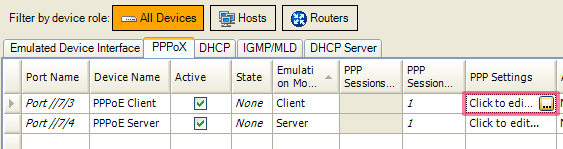 Filter by device role: All Devices Hosts Routers
Emulated Device Interface PPPoX DHCP IGMP/MLD DHCP Server
Port Name Device Name Active State Emulati on Mo... PPP Sessions... PPP Session... PPP Settings
Port //7/3 PPPoE Client None Client 1 Click to edi... ...
Port //7/4 PPPoE Server None Server 1 Click to edit...